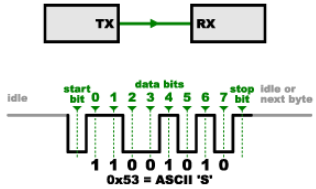 TX RX
start data bits stop idle or
idle bit 0 1 2 3 4 5 6 7 bit next byte
1 1 0 0 1 0 1 0
0x53 = ASCII 'S'